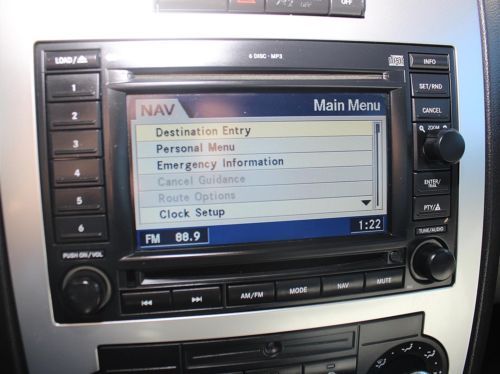 OFF
6 DISC · MP3
LOAD/
INFO
1
2
3
4
5
6
SET/RND
CANCEL
ZOOM
ENTER/
PTY/
TUNE/AUDIO
NAV Main Menu
Destination Entry
Personal Menu
Emergency Information
Cancel Guidance
Route Options
Clock Setup
FM 88.9 1:22
PUSH ON/VOL
AM/FM MODE NAV MUTE